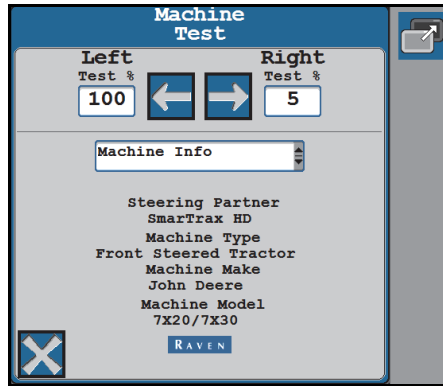 Machine
Test
Left Right
Test % Test %
100 5
Machine Info
Steering Partner
SmarTrax HD
Machine Type
Front Steered Tractor
Machine Make
John Deere
Machine Model
7X20/7X30
RAVEN